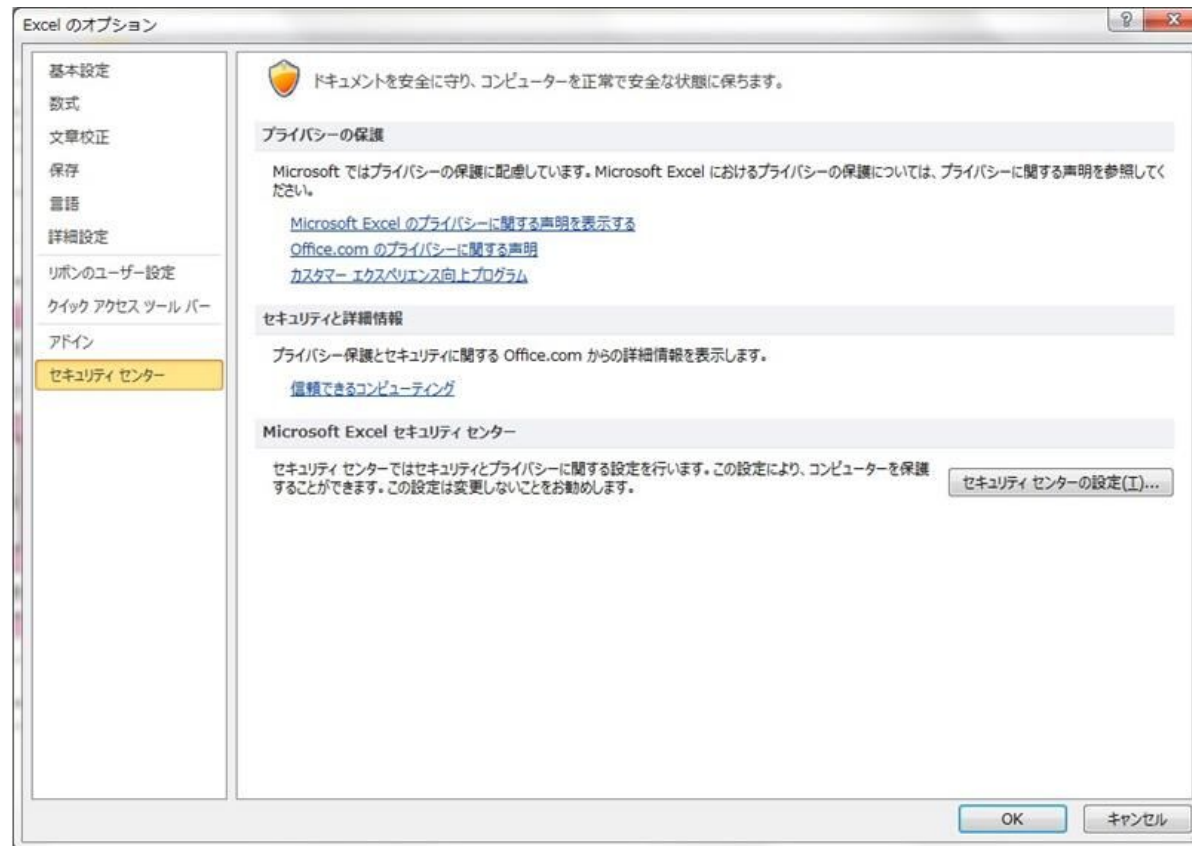 Excel のオプション
基本設定
数式
文章校正
保存
言語
詳細設定
リボンのユーザー設定
クイック アクセス ツール バー
アドイン
セキュリティ センター
ドキュメントを安全に守り、コンピューターを正常で安全な状態に保ちます。
プライバシーの保護
Microsoft ではプライバシーの保護に配慮しています。Microsoft Excel におけるプライバシーの保護については、プライバシーに関する声明を参照してく
ださい。
Microsoft Excel のプライバシーに関する声明を表示する
Office.com のプライバシーに関する声明
カスタマー エクスペリエンス向上プログラム
セキュリティと詳細情報
プライバシー保護とセキュリティに関する Office.com からの詳細情報を表示します。
信頼できるコンピューティング
Microsoft Excel セキュリティ センター
セキュリティ センターではセキュリティとプライバシーに関する設定を行います。この設定により、コンピューターを保護
することができます。この設定は変更しないことをお勧めします。
セキュリティ センターの設定(T)...
OK
キャンセル